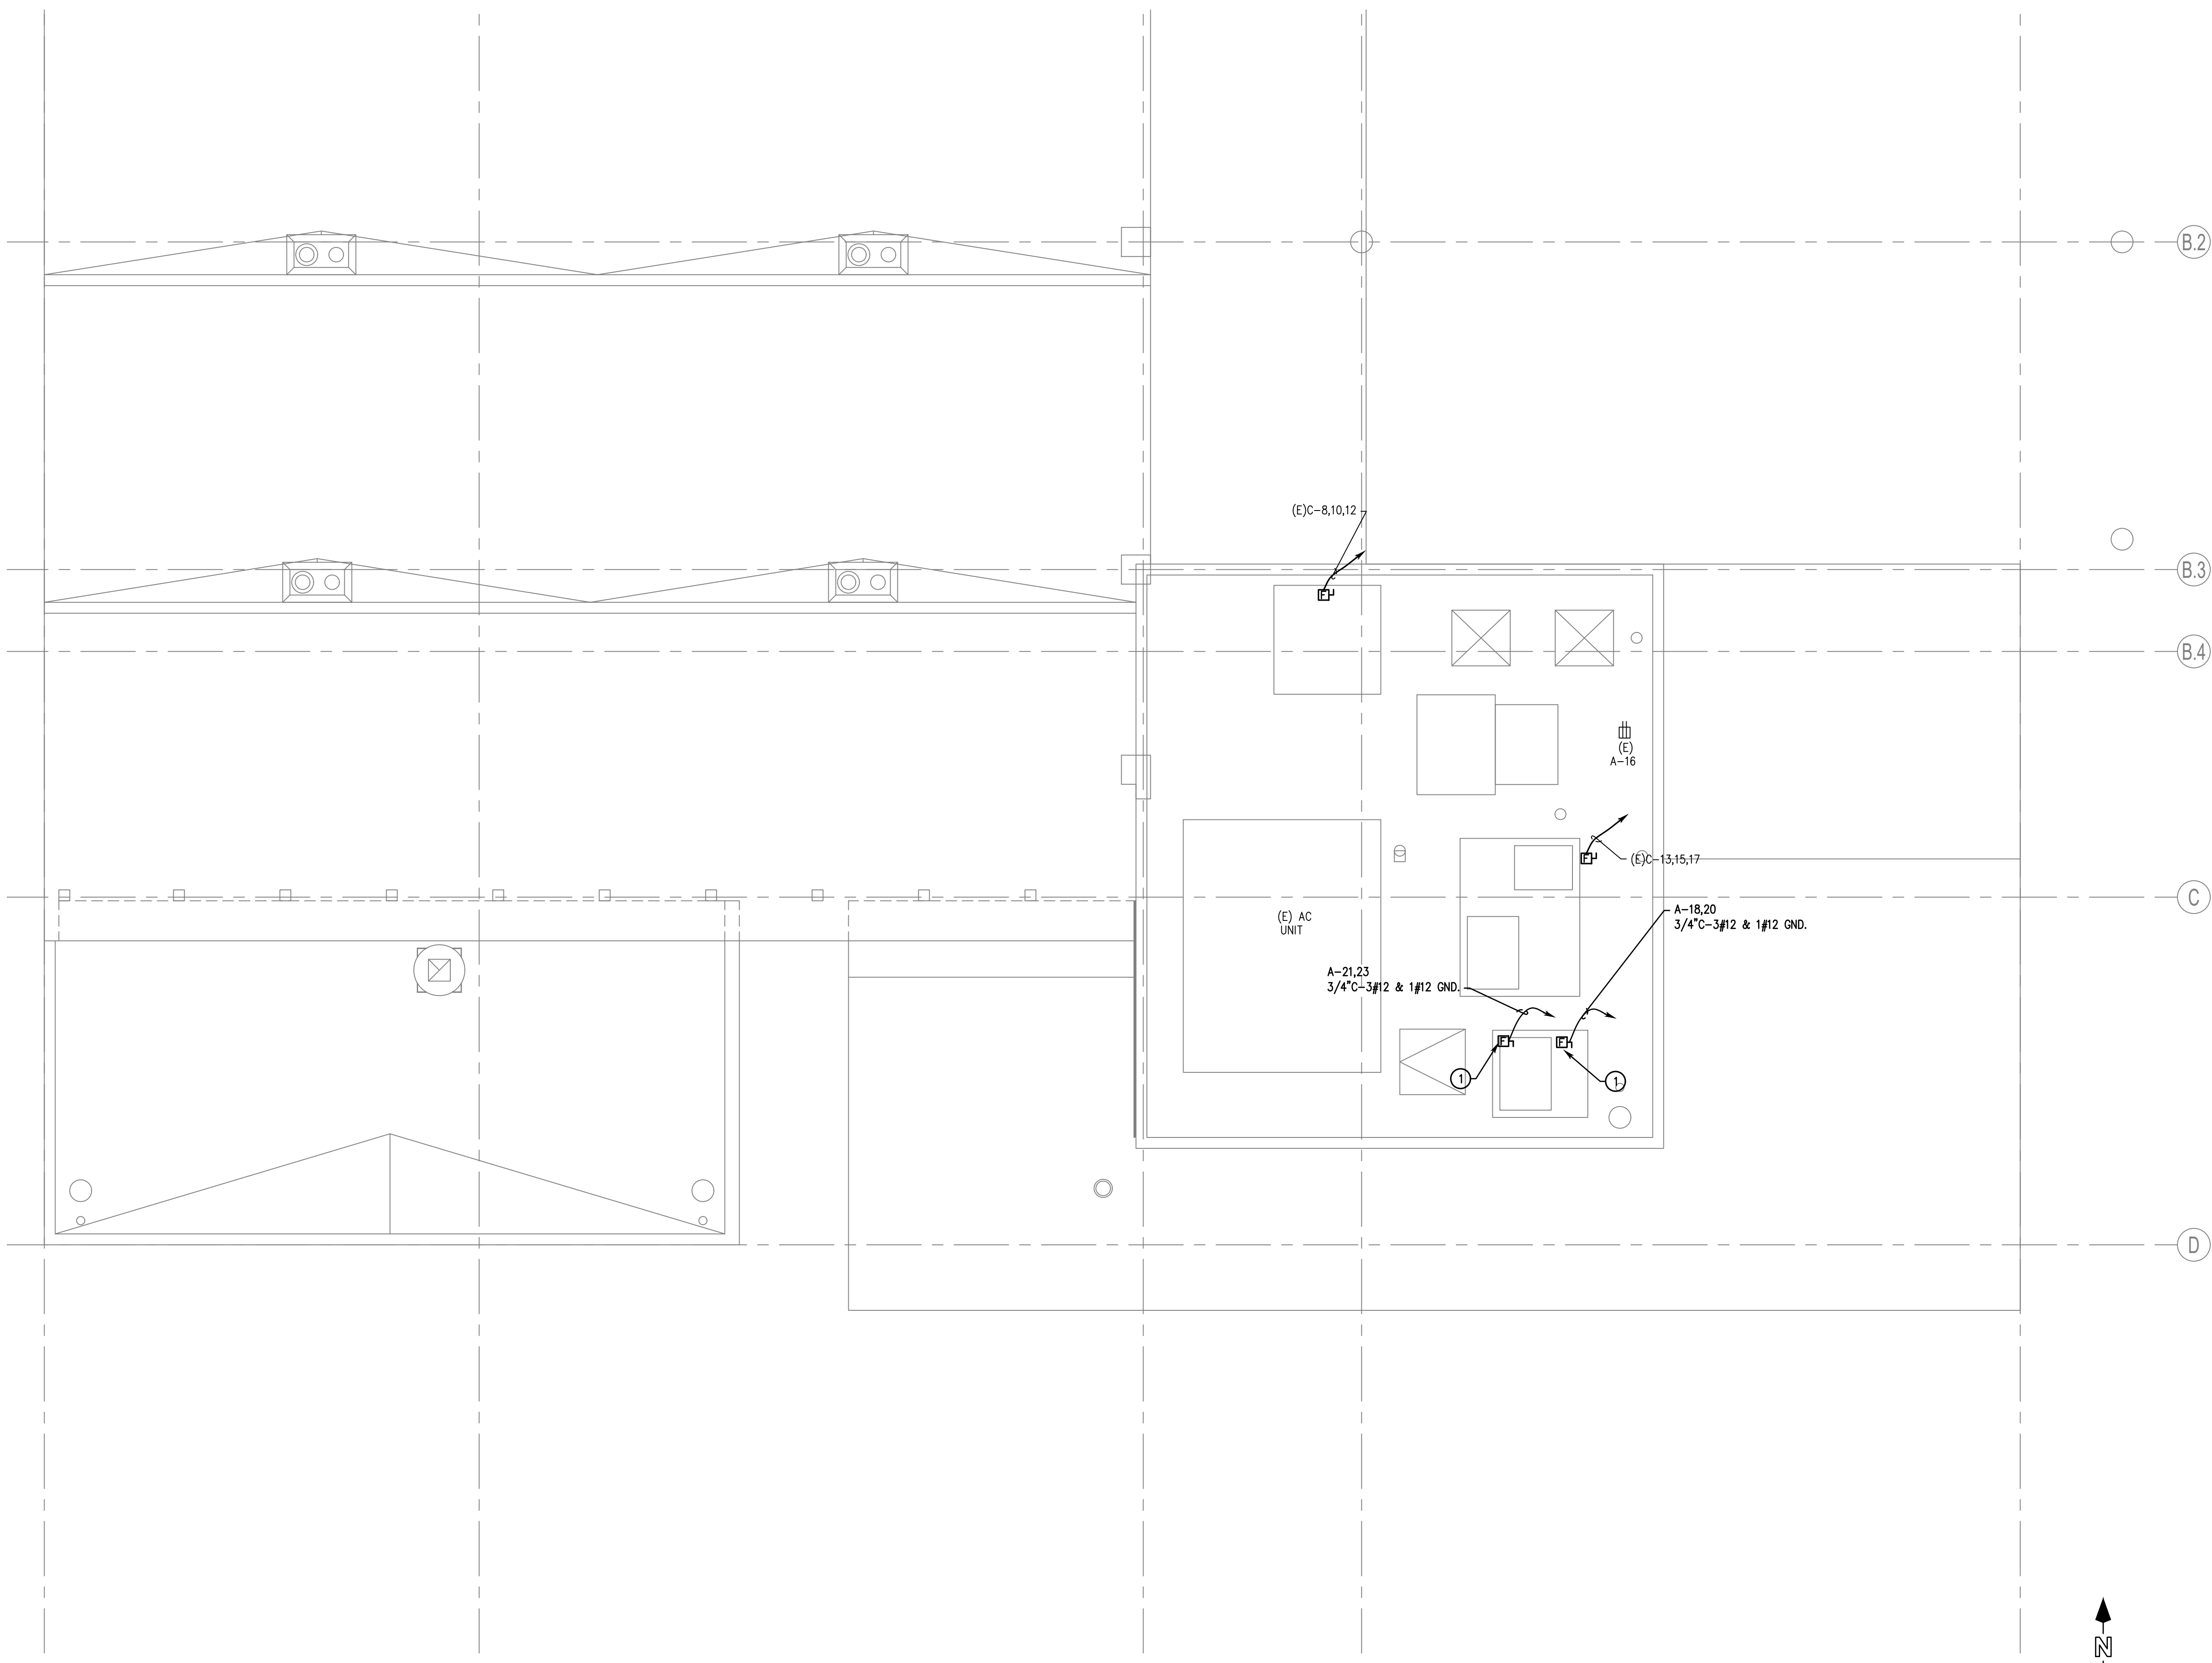 B.2
(E)C-8,10,12
B.3
F
B.4
(E)
A-16
F
(E)C-13,15,17
C
A-18,20
3/4"C-3#12 & 1#12 GND.
(E) AC
UNIT
A-21,23
3/4"C-3#12 & 1#12 GND.
F
F
1
1
D
N